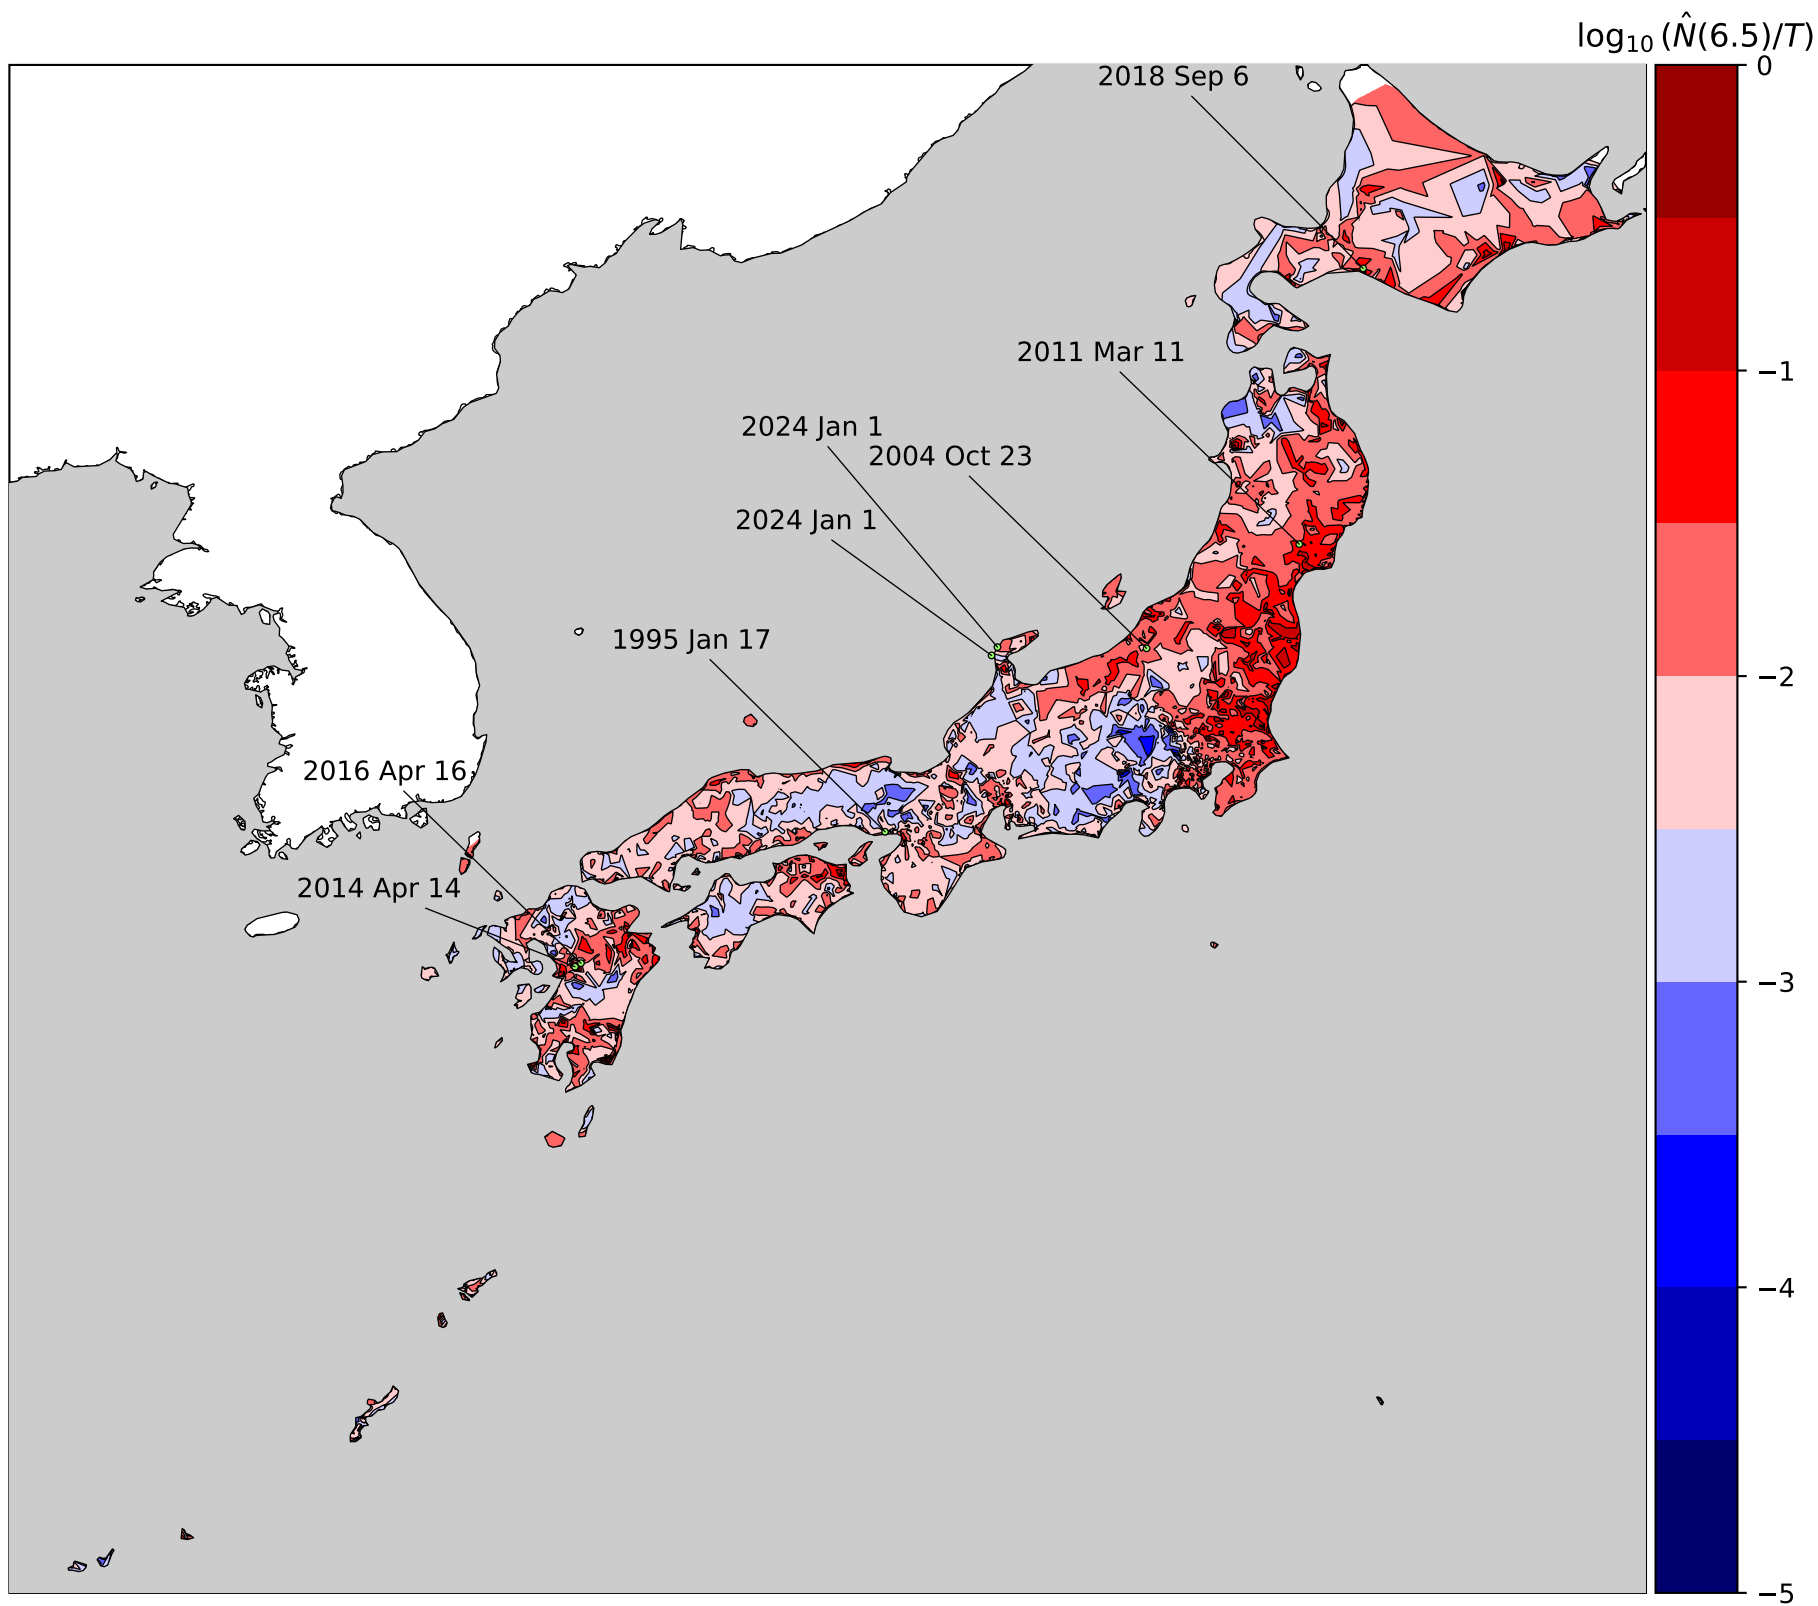 log₁₀(N̂(6.5)/T)
0
2018 Sep 6
−1
2011 Mar 11
2024 Jan 1
2004 Oct 23
2024 Jan 1
1995 Jan 17
−2
2016 Apr 16
2014 Apr 14
−3
−4
−5